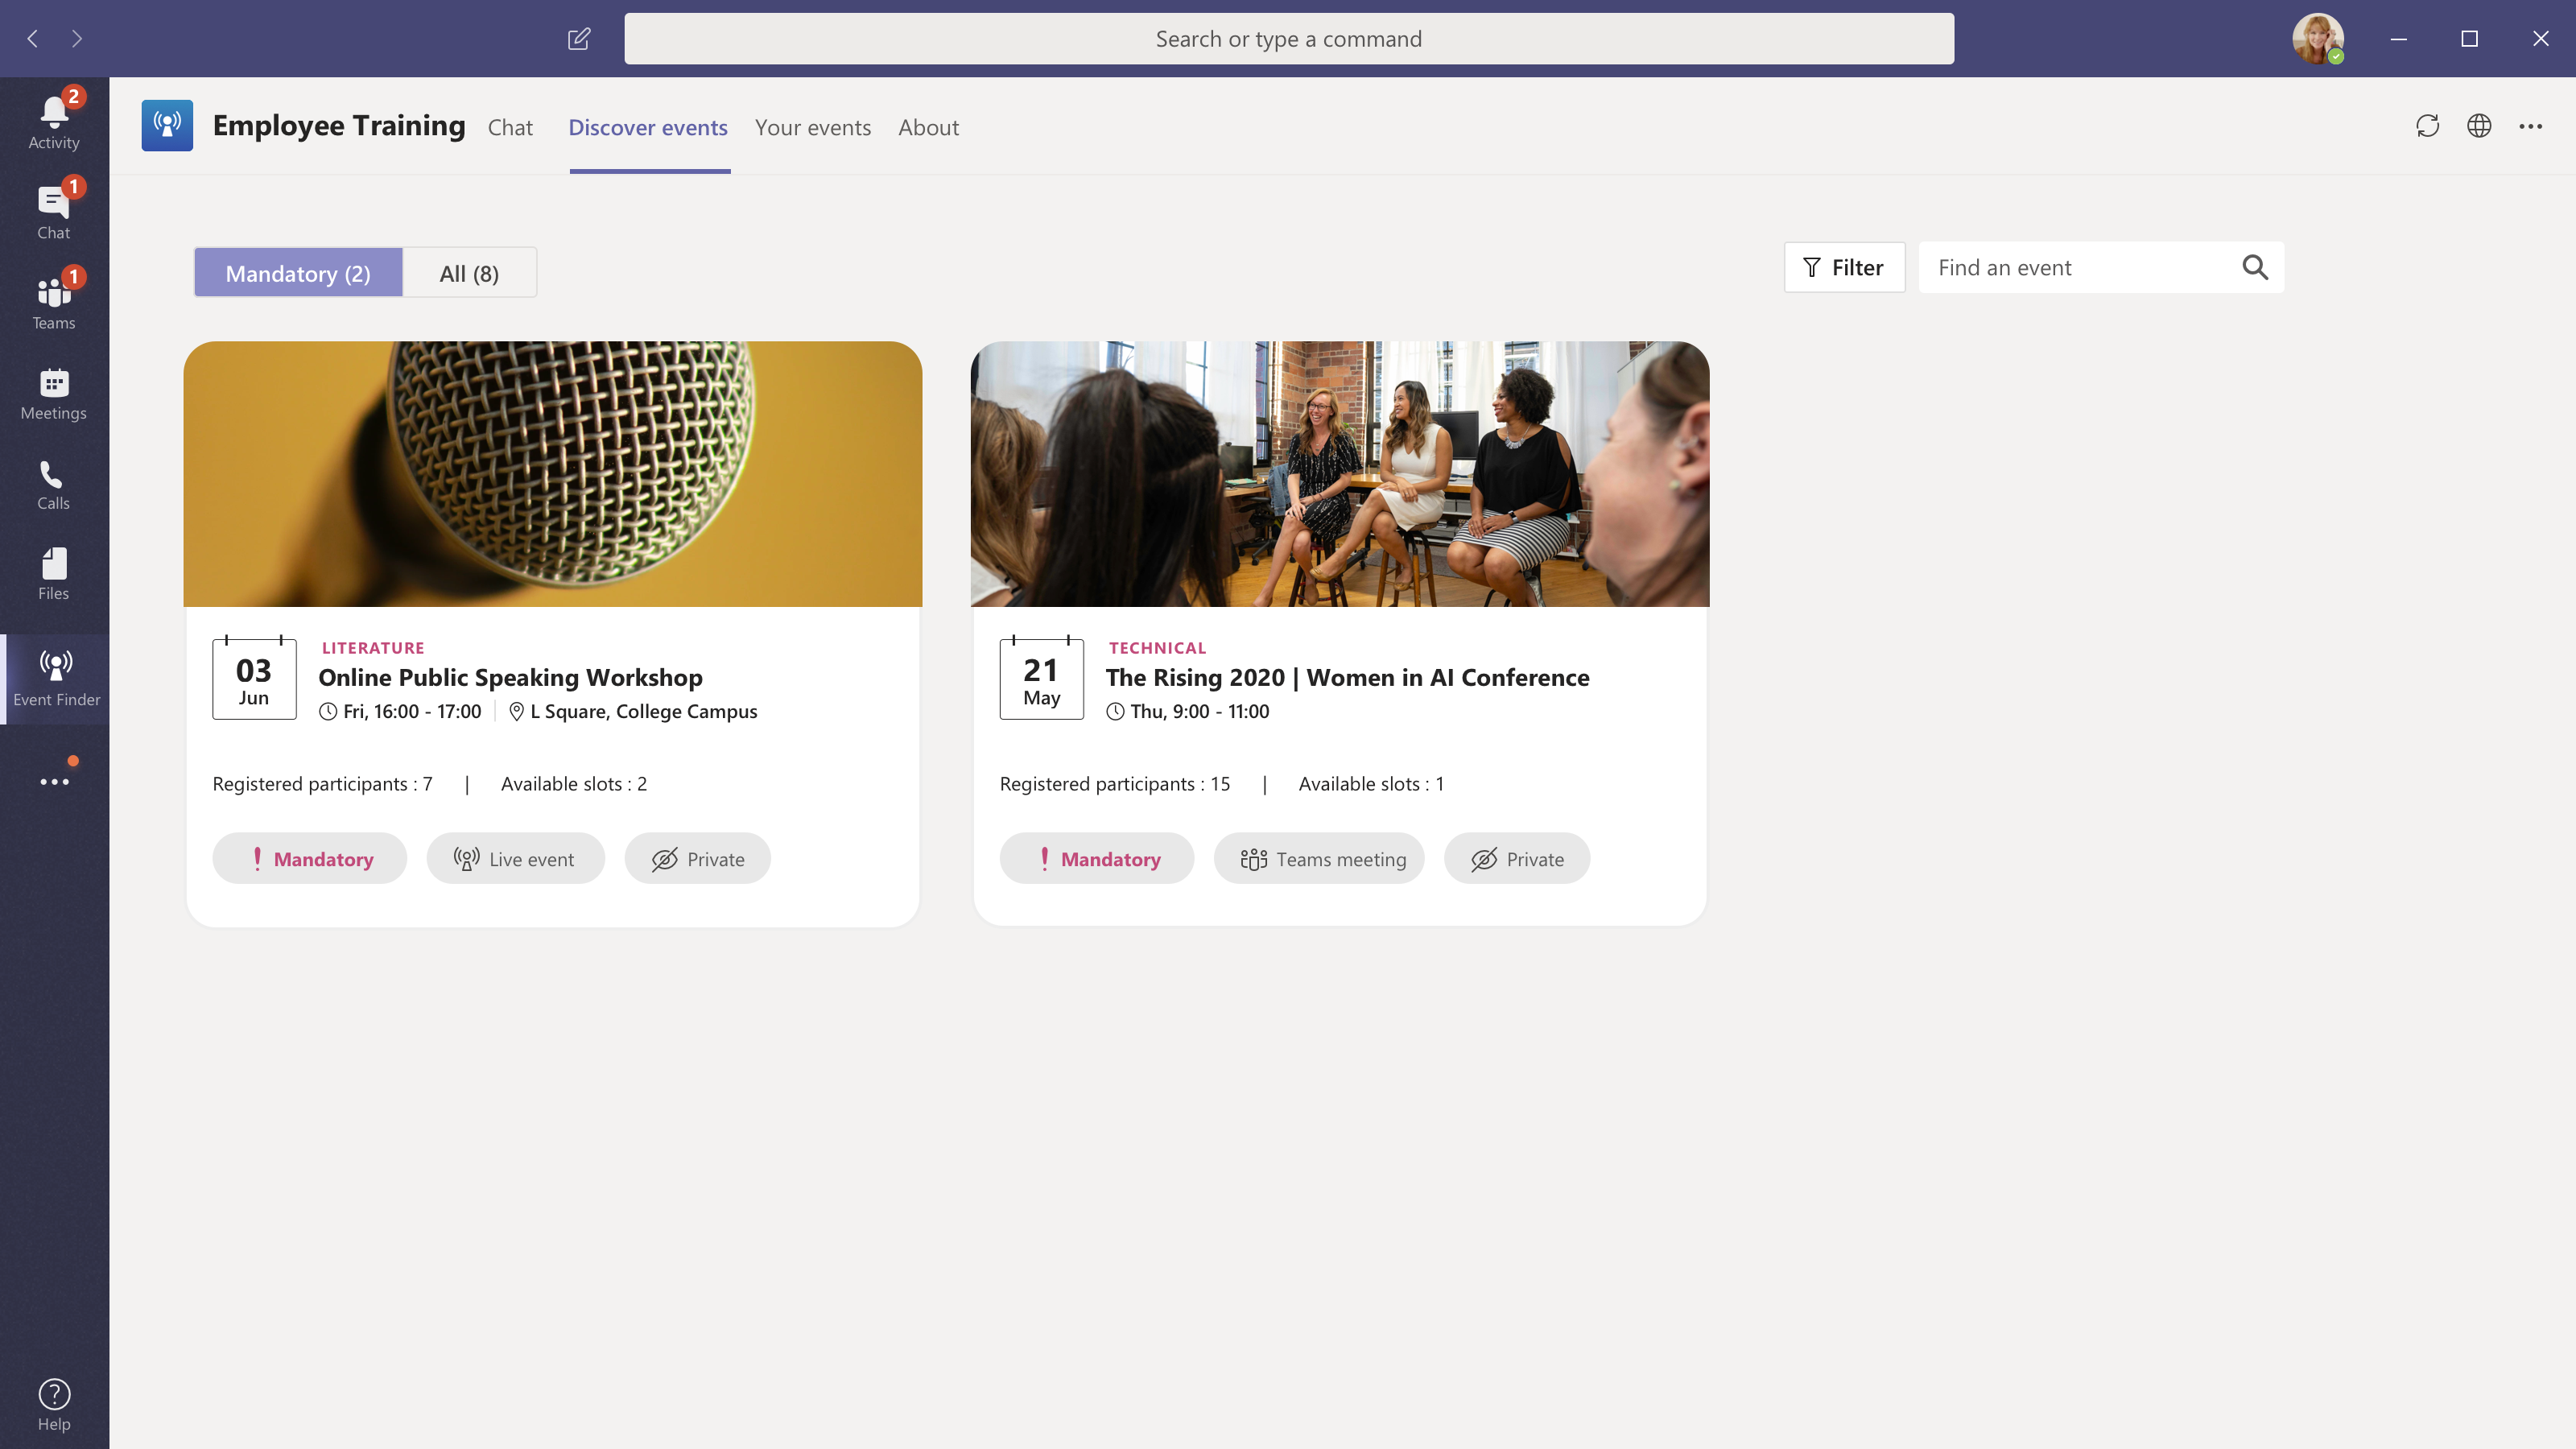 Search or type a command
2
Activity
1
Chat
1
Teams
Meetings
Calls
Files
Event Finder
Help
Employee Training Chat Discover events Your events About
Mandatory (2) All (8)
Filter Find an event
03
Jun
LITERATURE
Online Public Speaking Workshop
Fri, 16:00 - 17:00 L Square, College Campus
Registered participants : 7 | Available slots : 2
Mandatory Live event Private
21
May
TECHNICAL
The Rising 2020 | Women in AI Conference
Thu, 9:00 - 11:00
Registered participants : 15 | Available slots : 1
Mandatory Teams meeting Private